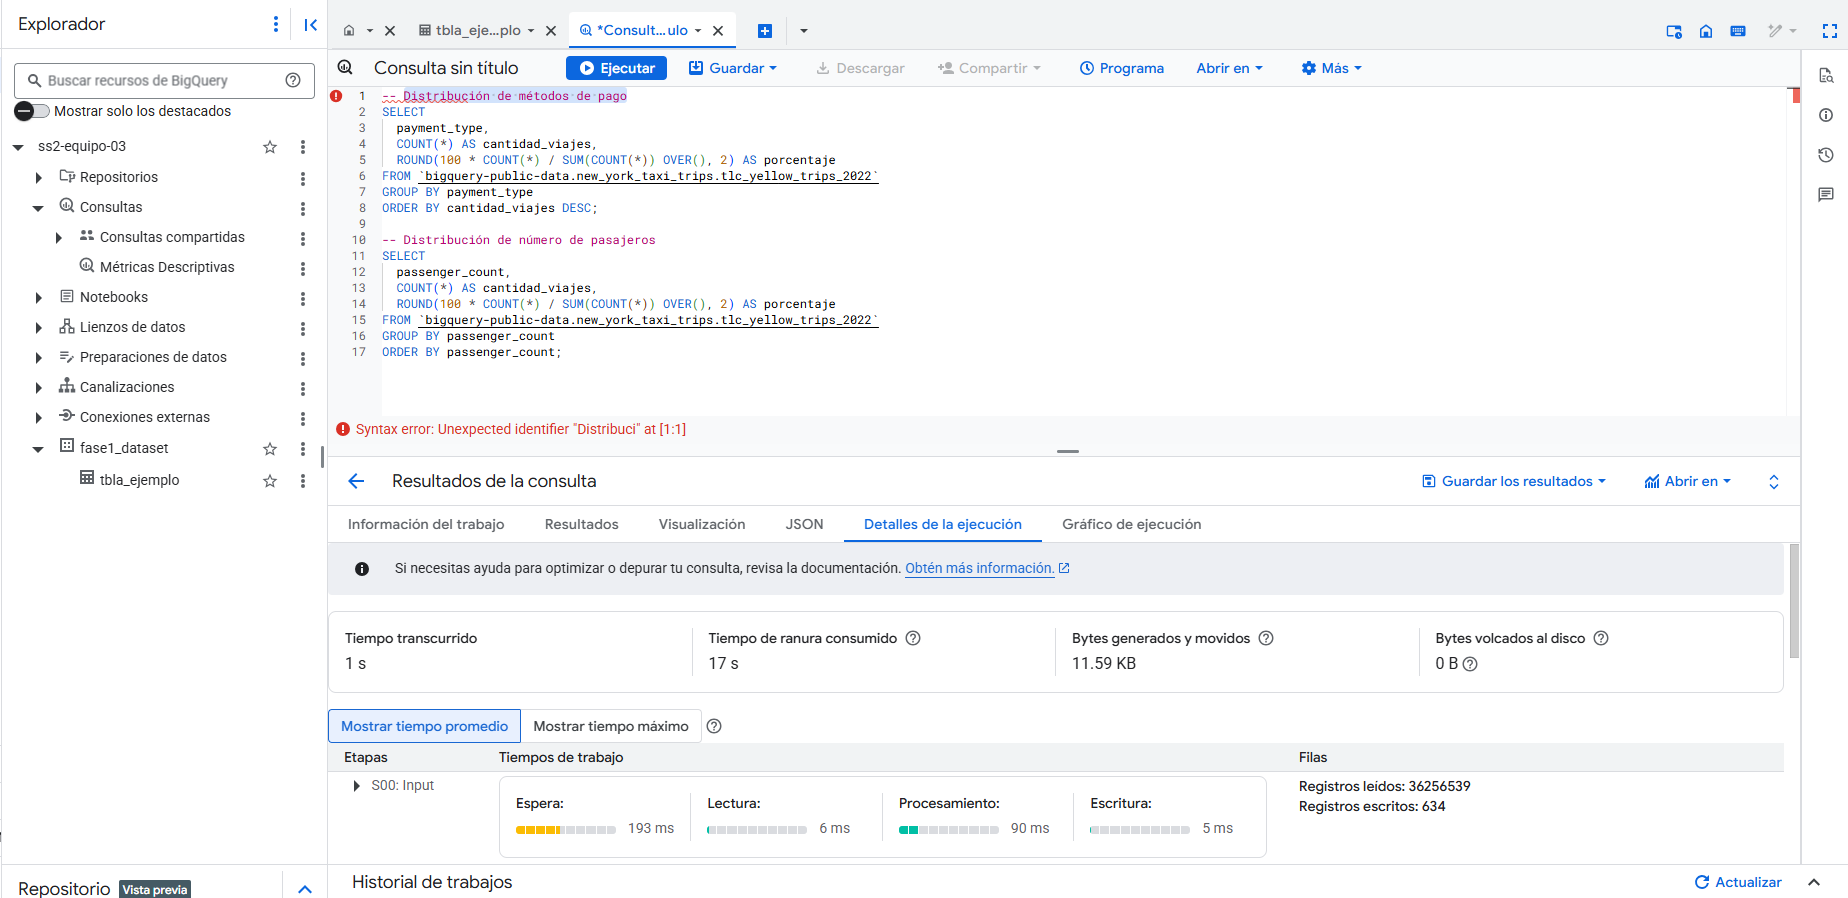 Explorador
Buscar recursos de BigQuery
Mostrar solo los destacados
ss2-equipo-03
Repositorios
Consultas
Consultas compartidas
Métricas Descriptivas
Notebooks
Lienzos de datos
Preparaciones de datos
Canalizaciones
Conexiones externas
fase1_dataset
tbla_ejemplo
Repositorio Vista previa
tbla_eje...plo
*Consult...ulo
Consulta sin título
Ejecutar
Guardar
Descargar
Compartir
Programa
Abrir en
Más
1 -- Distribución de métodos de pago
2 SELECT
3 payment_type,
4 COUNT(*) AS cantidad_viajes,
5 ROUND(100 * COUNT(*) / SUM(COUNT(*)) OVER(), 2) AS porcentaje
6 FROM `bigquery-public-data.new_york_taxi_trips.tlc_yellow_trips_2022`
7 GROUP BY payment_type
8 ORDER BY cantidad_viajes DESC;
9
10 -- Distribución de número de pasajeros
11 SELECT
12 passenger_count,
13 COUNT(*) AS cantidad_viajes,
14 ROUND(100 * COUNT(*) / SUM(COUNT(*)) OVER(), 2) AS porcentaje
15 FROM `bigquery-public-data.new_york_taxi_trips.tlc_yellow_trips_2022`
16 GROUP BY passenger_count
17 ORDER BY passenger_count;
Syntax error: Unexpected identifier "Distribuci" at [1:1]
Resultados de la consulta
Guardar los resultados
Abrir en
Información del trabajo
Resultados
Visualización
JSON
Detalles de la ejecución
Gráfico de ejecución
Si necesitas ayuda para optimizar o depurar tu consulta, revisa la documentación. Obtén más información.
Tiempo transcurrido
1 s
Tiempo de ranura consumido
17 s
Bytes generados y movidos
11.59 KB
Bytes volcados al disco
0 B
Mostrar tiempo promedio
Mostrar tiempo máximo
Etapas
Tiempos de trabajo
Filas
S00: Input
Espera:
193 ms
Lectura:
6 ms
Procesamiento:
90 ms
Escritura:
5 ms
Registros leídos: 36256539
Registros escritos: 634
Historial de trabajos
Actualizar